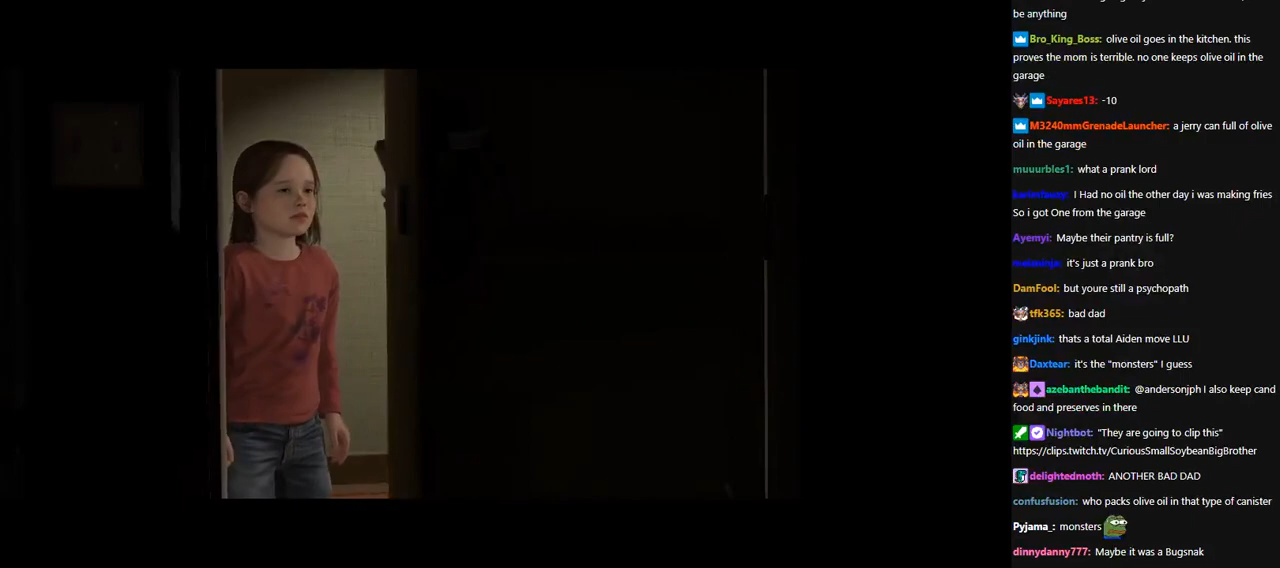 be anything
Bro_King_Boss: olive oil goes in the kitchen. this
proves the mom is terrible. no one keeps olive oil in the
garage
Sayares13: -10
M3240mmGrenadeLauncher: a jerry can full of olive
oil in the garage
muuurbles1: what a prank lord
I Had no oil the other day i was making fries
So i got One from the garage
Ayemyi: Maybe their pantry is full?
it's just a prank bro
DamFool: but youre still a psychopath
tfk365: bad dad
ginkjink: thats a total Aiden move LLU
Daxtear: it's the "monsters" I guess
azebanthebandit: @andersonjph I also keep cand
food and preserves in there
Nightbot: "They are going to clip this"
https://clips.twitch.tv/CuriousSmallSoybeanBigBrother
delightedmoth: ANOTHER BAD DAD
confusfusion: who packs olive oil in that type of canister
Pyjama_: monsters
dinnydanny777: Maybe it was a Bugsnak